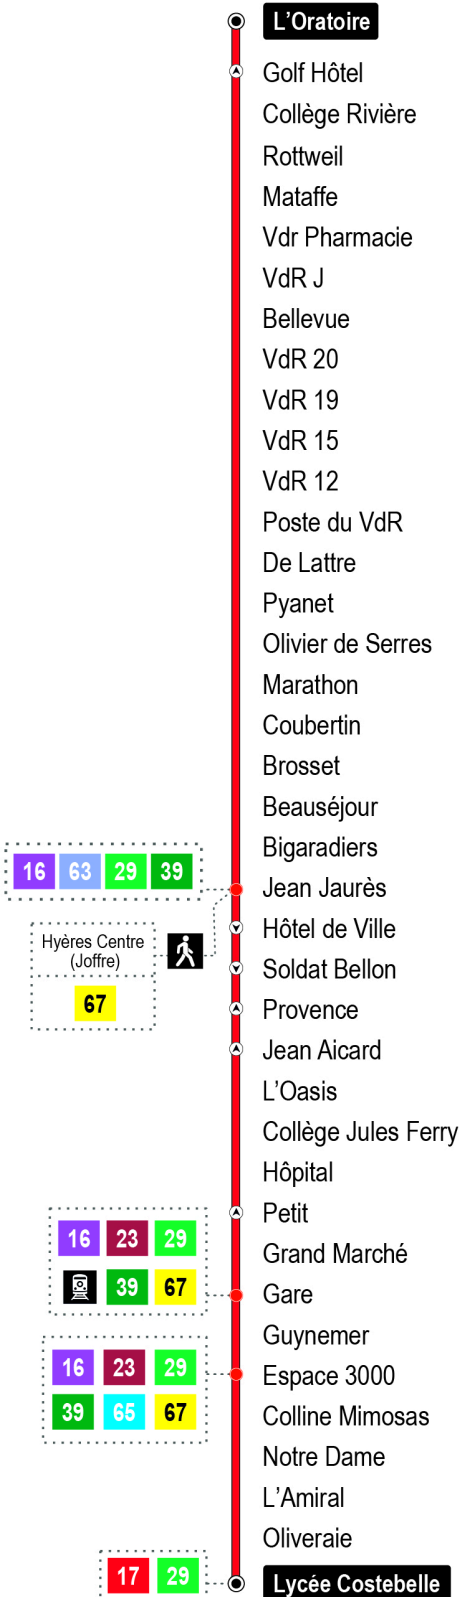 L'Oratoire
Golf Hôtel
Collège Rivière
Rottweil
Mataffe
Vdr Pharmacie
VdR J
Bellevue
VdR 20
VdR 19
VdR 15
VdR 12
Poste du VdR
De Lattre
Pyanet
Olivier de Serres
Marathon
Coubertin
Brosset
Beauséjour
Bigaradiers
16 63 29 39
Jean Jaurès
Hôtel de Ville
Hyères Centre
(Joffre)
67
Soldat Bellon
Provence
Jean Aicard
L'Oasis
Collège Jules Ferry
Hôpital
Petit
16 23 29
Grand Marché
39 67
Gare
Guynemer
16 23 29
Espace 3000
39 65 67
Colline Mimosas
Notre Dame
L'Amiral
Oliveraie
17 29
Lycée Costebelle